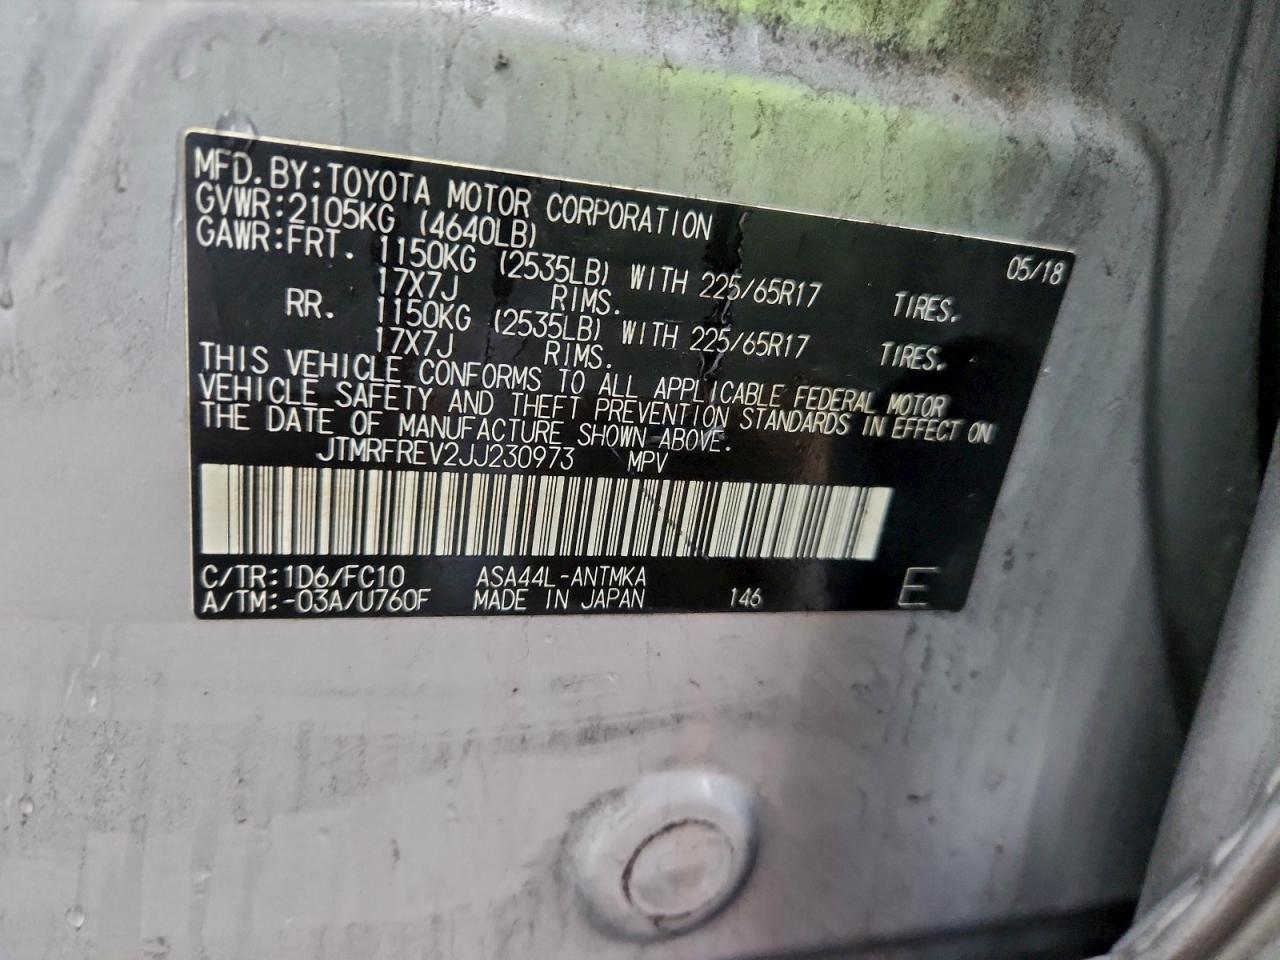 MFD. BY: TOYOTA MOTOR CORPORATION 05/18
GVWR: 2105KG (4640LB)
GAWR: FRT. 1150KG (2535LB) WITH 225/65R17 TIRES.
17X7J RIMS.
RR. 1150KG (2535LB) WITH 225/65R17 TIRES.
17X7J RIMS.
THIS VEHICLE CONFORMS TO ALL APPLICABLE FEDERAL MOTOR
VEHICLE SAFETY AND THEFT PREVENTION STANDARDS IN EFFECT ON
THE DATE OF MANUFACTURE SHOWN ABOVE.
JTMRFREV2JJ230973 MPV
C/TR: 1D6/FC10 ASA44L-ANTMKA
A/TM: -03A/U760F MADE IN JAPAN 146 E